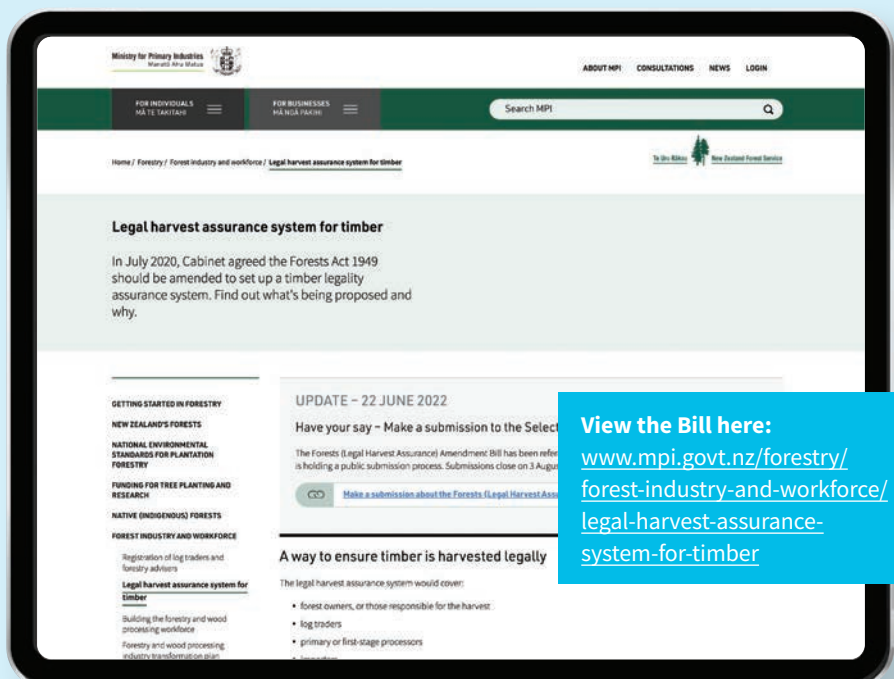 Ministry for Primary Industries
Manatū Ahu Matua
ABOUT MPI CONSULTATIONS NEWS LOGIN
FOR INDIVIDUALS
MĀ TE TAKITAHI
FOR BUSINESSES
MĀ NGĀ PAKIHI
Search MPI
Home / Forestry / Forest industry and workforce / Legal harvest assurance system for timber
Te Uru Rākau New Zealand Forest Service
Legal harvest assurance system for timber
In July 2020, Cabinet agreed the Forests Act 1949
should be amended to set up a timber legality
assurance system. Find out what's being proposed and
why.
GETTING STARTED IN FORESTRY
NEW ZEALAND'S FORESTS
NATIONAL ENVIRONMENTAL
STANDARDS FOR PLANTATION
FORESTRY
FUNDING FOR TREE PLANTING AND
RESEARCH
NATIVE (INDIGENOUS) FORESTS
FOREST INDUSTRY AND WORKFORCE
Registration of log traders and
forestry advisers
Legal harvest assurance system for
timber
Building the forestry and wood
processing workforce
Forestry and wood processing
industry transformation plan
UPDATE – 22 JUNE 2022
Have your say – Make a submission to the Select
The Forests (Legal Harvest Assurance) Amendment Bill has been refer
is holding a public submission process. Submissions close on 3 Augus
Make a submission about the Forests (Legal Harvest Assu
A way to ensure timber is harvested legally
The legal harvest assurance system would cover:
• forest owners, or those responsible for the harvest
• log traders
• primary or first-stage processors
View the Bill here:
www.mpi.govt.nz/forestry/
forest-industry-and-workforce/
legal-harvest-assurance-
system-for-timber